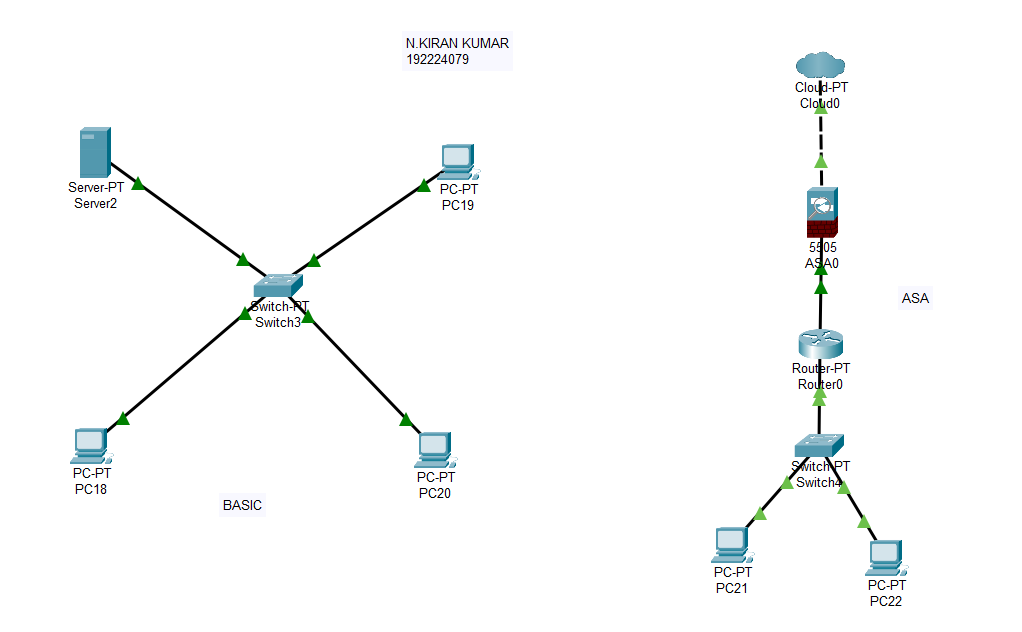 N.KIRAN KUMAR
192224079
Cloud-PT
Cloud0
Server-PT
Server2
PC-PT
PC19
5505
ASA0
Switch-PT
Switch3
ASA
Router-PT
Router0
PC-PT
PC18
PC-PT
PC20
Switch-PT
Switch4
BASIC
PC-PT
PC21
PC-PT
PC22